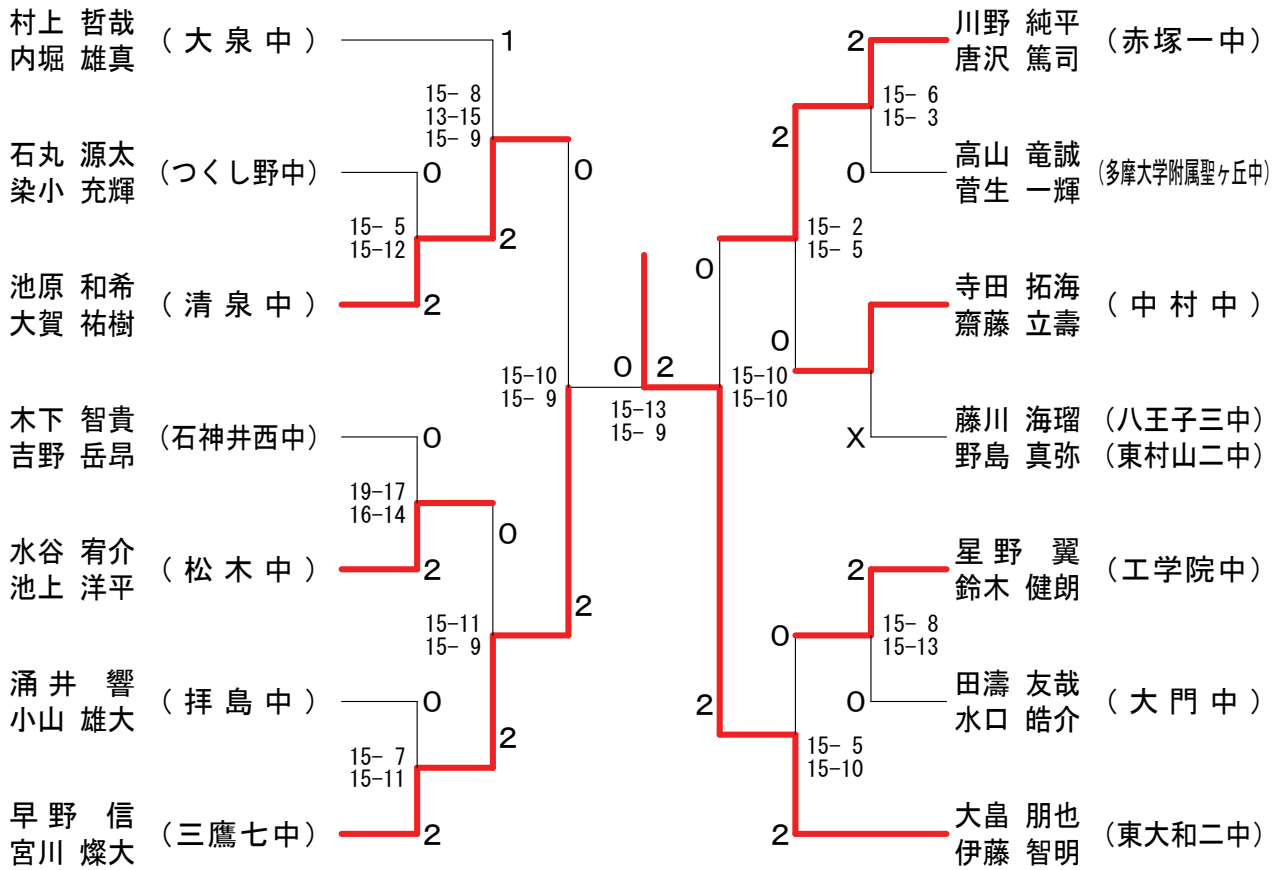 村上 哲哉
内堀 雄真
(大泉中)
1
15- 8
13-15
15- 9
石丸 源太
染小 充輝
(つくし野中)
0
15- 5
15-12
2
0
池原 和希
大賀 祐樹
(清泉中)
2
15-10
15- 9
木下 智貴
吉野 岳昂
(石神井西中)
0
19-17
16-14
0
水谷 宥介
池上 洋平
(松木中)
2
15-11
15- 9
2
涌井 響
小山 雄大
(拝島中)
0
15- 7
15-11
2
早野 信
宮川 燦大
(三鷹七中)
2
0 2
15-13
15- 9
川野 純平
唐沢 篤司
(赤塚一中)
2
15- 6
15- 3
2
高山 竜誠
菅生 一輝
(多摩大学附属聖ヶ丘中)
0
15- 2
15- 5
0
寺田 拓海
齋藤 立壽
(中村中)
0
15-10
15-10
藤川 海瑠 (八王子三中)
野島 真弥 (東村山二中)
X
星野 翼
鈴木 健朗
(工学院中)
2
15- 8
15-13
0
田濤 友哉
水口 皓介
(大門中)
0
2
15- 5
15-10
大畠 朋也
伊藤 智明
(東大和二中)
2